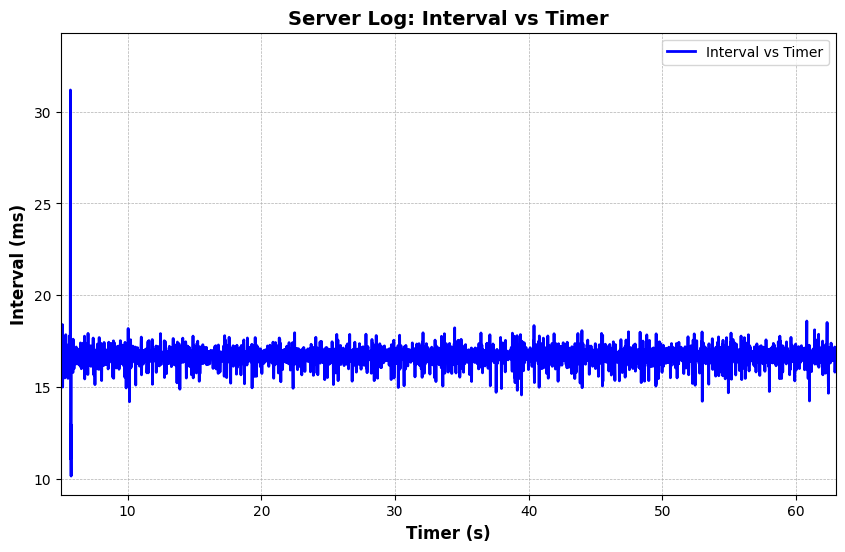 Server Log: Interval vs Timer
Interval vs Timer
Interval (ms)
30
25
20
15
10
10 20 30 40 50 60
Timer (s)